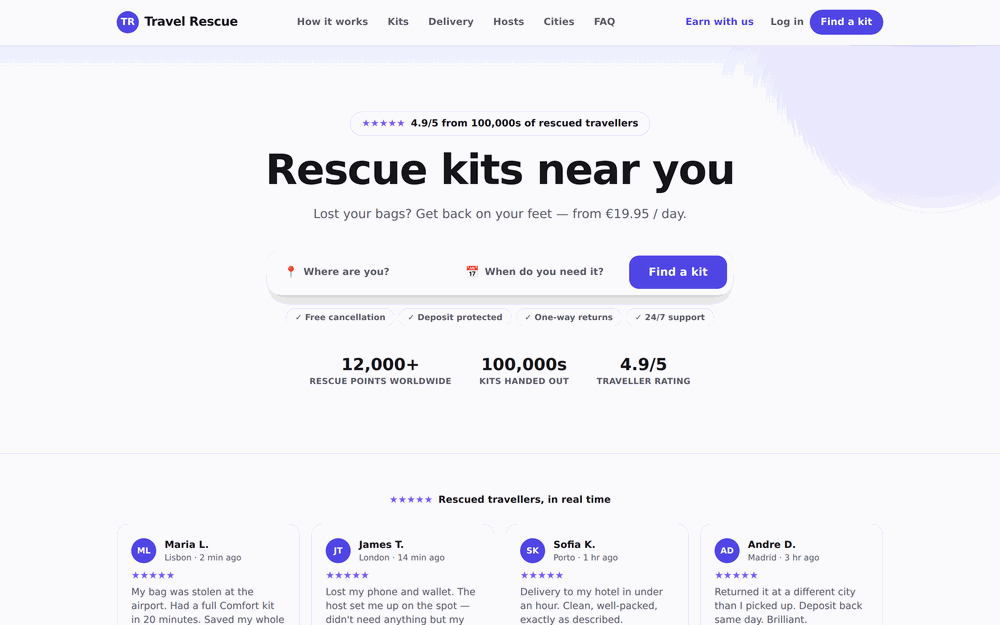 TR Travel Rescue
How it works Kits Delivery Hosts Cities FAQ
Earn with us Log in Find a kit
★★★★★ 4.9/5 from 100,000s of rescued travellers
Rescue kits near you
Lost your bags? Get back on your feet — from €19.95 / day.
📍 Where are you? 📅 When do you need it? Find a kit
✓ Free cancellation ✓ Deposit protected ✓ One-way returns ✓ 24/7 support
12,000+
RESCUE POINTS WORLDWIDE
100,000s
KITS HANDED OUT
4.9/5
TRAVELLER RATING
★★★★★ Rescued travellers, in real time
ML Maria L.
Lisbon · 2 min ago
★★★★★
My bag was stolen at the
airport. Had a full Comfort kit
in 20 minutes. Saved my whole
JT James T.
London · 14 min ago
★★★★★
Lost my phone and wallet. The
host set me up on the spot —
didn't need anything but my
SK Sofia K.
Porto · 1 hr ago
★★★★★
Delivery to my hotel in under
an hour. Clean, well-packed,
exactly as described.
AD Andre D.
Madrid · 3 hr ago
★★★★★
Returned it at a different city
than I picked up. Deposit back
same day. Brilliant.